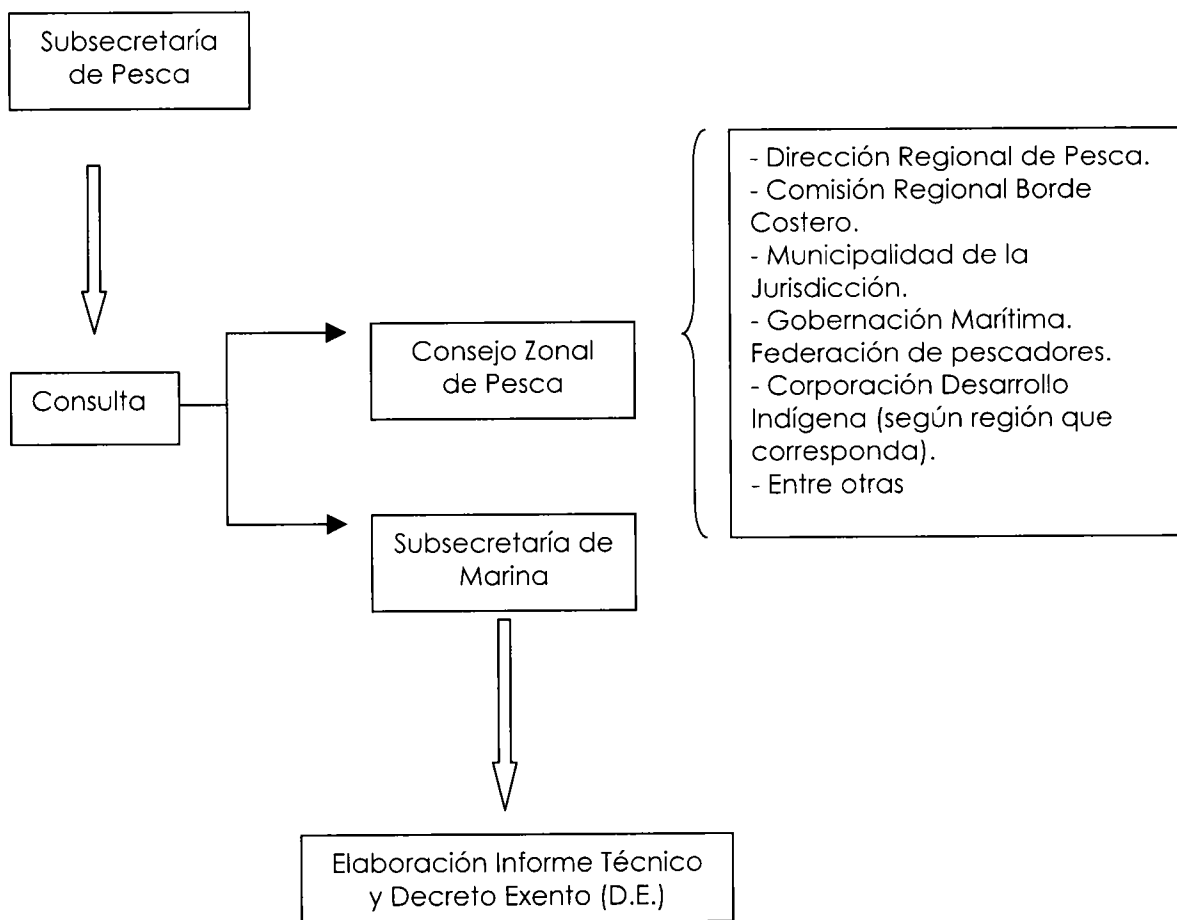 Subsecretaría
de Pesca
Consulta
Consejo Zonal
de Pesca
Subsecretaría de
Marina
- Dirección Regional de Pesca.
- Comisión Regional Borde
Costero.
- Municipalidad de la
Jurisdicción.
- Gobernación Marítima.
Federación de pescadores.
- Corporación Desarrollo
Indígena (según región que
corresponda).
- Entre otras
Elaboración Informe Técnico
y Decreto Exento (D.E.)